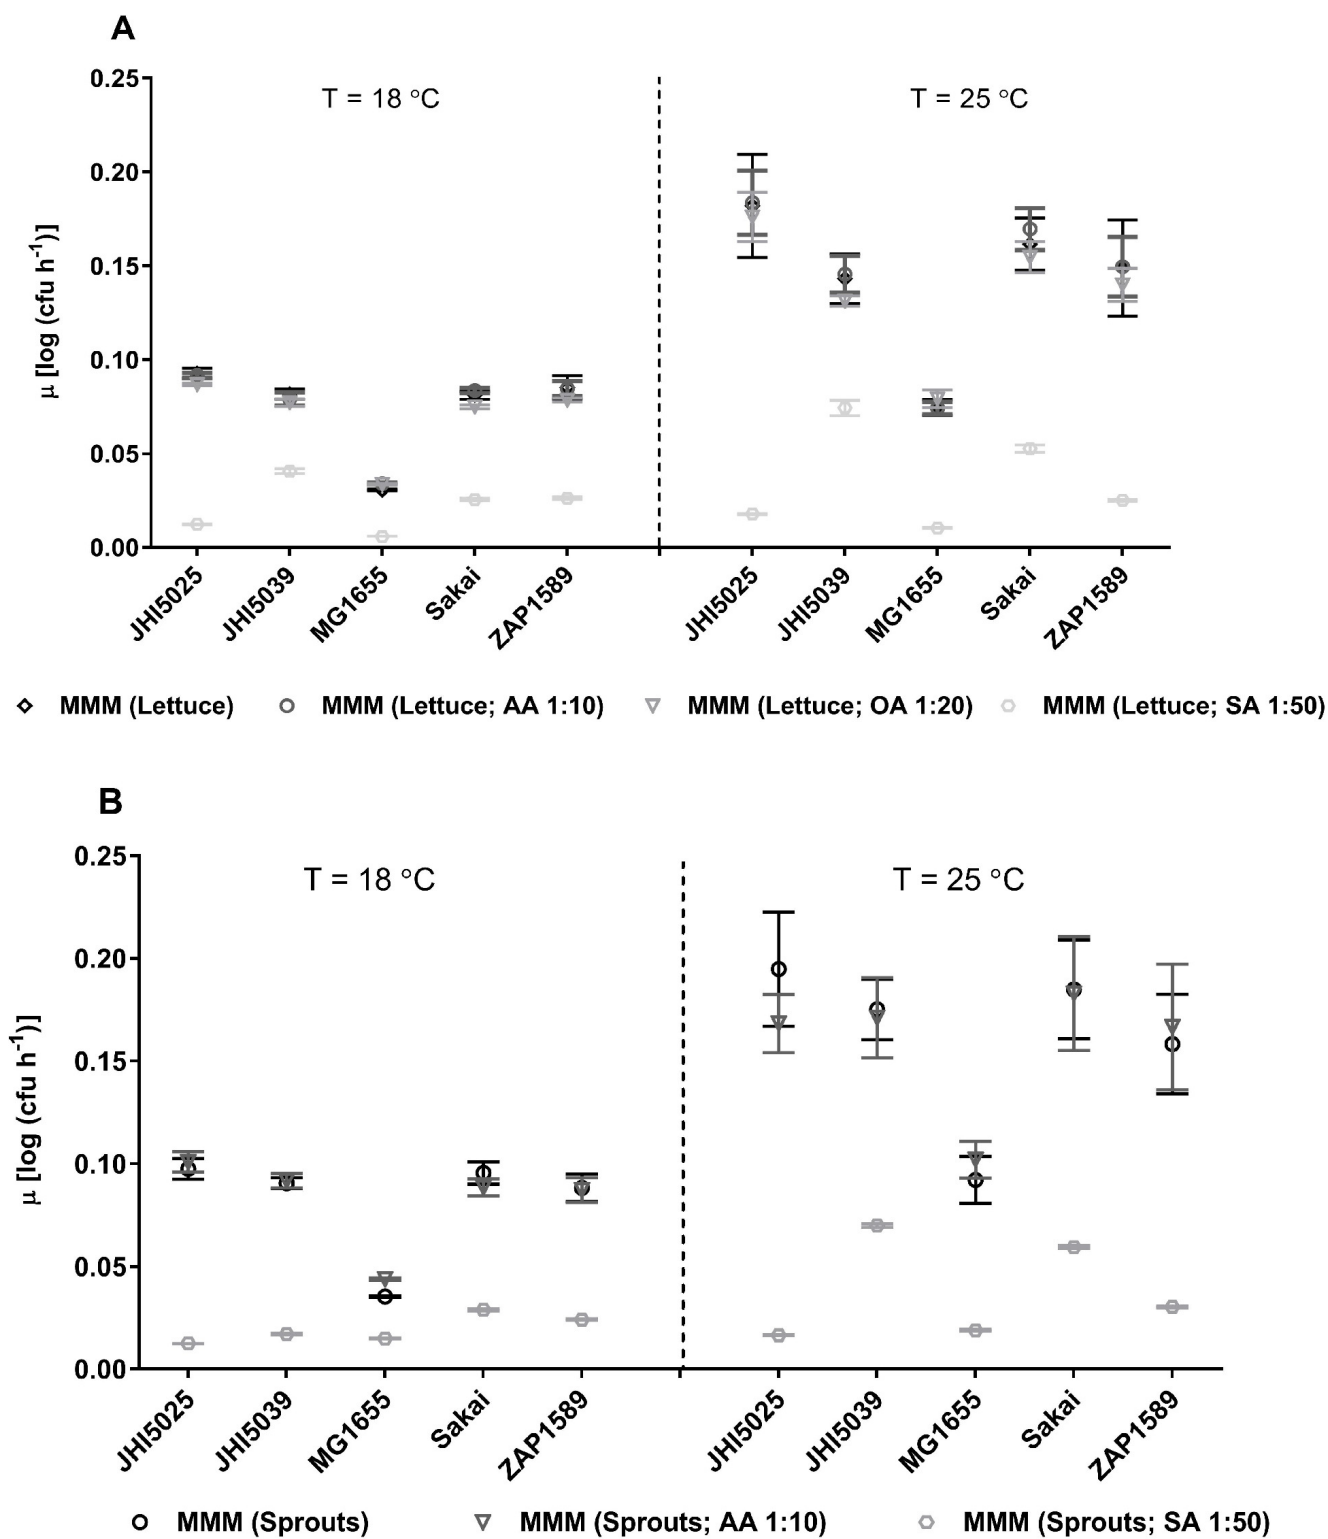 A
0.25
0.20
0.15
0.10
0.05
0.00
μ [log (cfu h⁻¹)]
T = 18 °C
T = 25 °C
JHI5025
JHI5039
MG1655
Sakai
ZAP1589
JHI5025
JHI5039
MG1655
Sakai
ZAP1589
MMM (Lettuce)
MMM (Lettuce; AA 1:10)
MMM (Lettuce; OA 1:20)
MMM (Lettuce; SA 1:50)
B
0.25
0.20
0.15
0.10
0.05
0.00
μ [log (cfu h⁻¹)]
T = 18 °C
T = 25 °C
JHI5025
JHI5039
MG1655
Sakai
ZAP1589
JHI5025
JHI5039
MG1655
Sakai
ZAP1589
MMM (Sprouts)
MMM (Sprouts; AA 1:10)
MMM (Sprouts; SA 1:50)